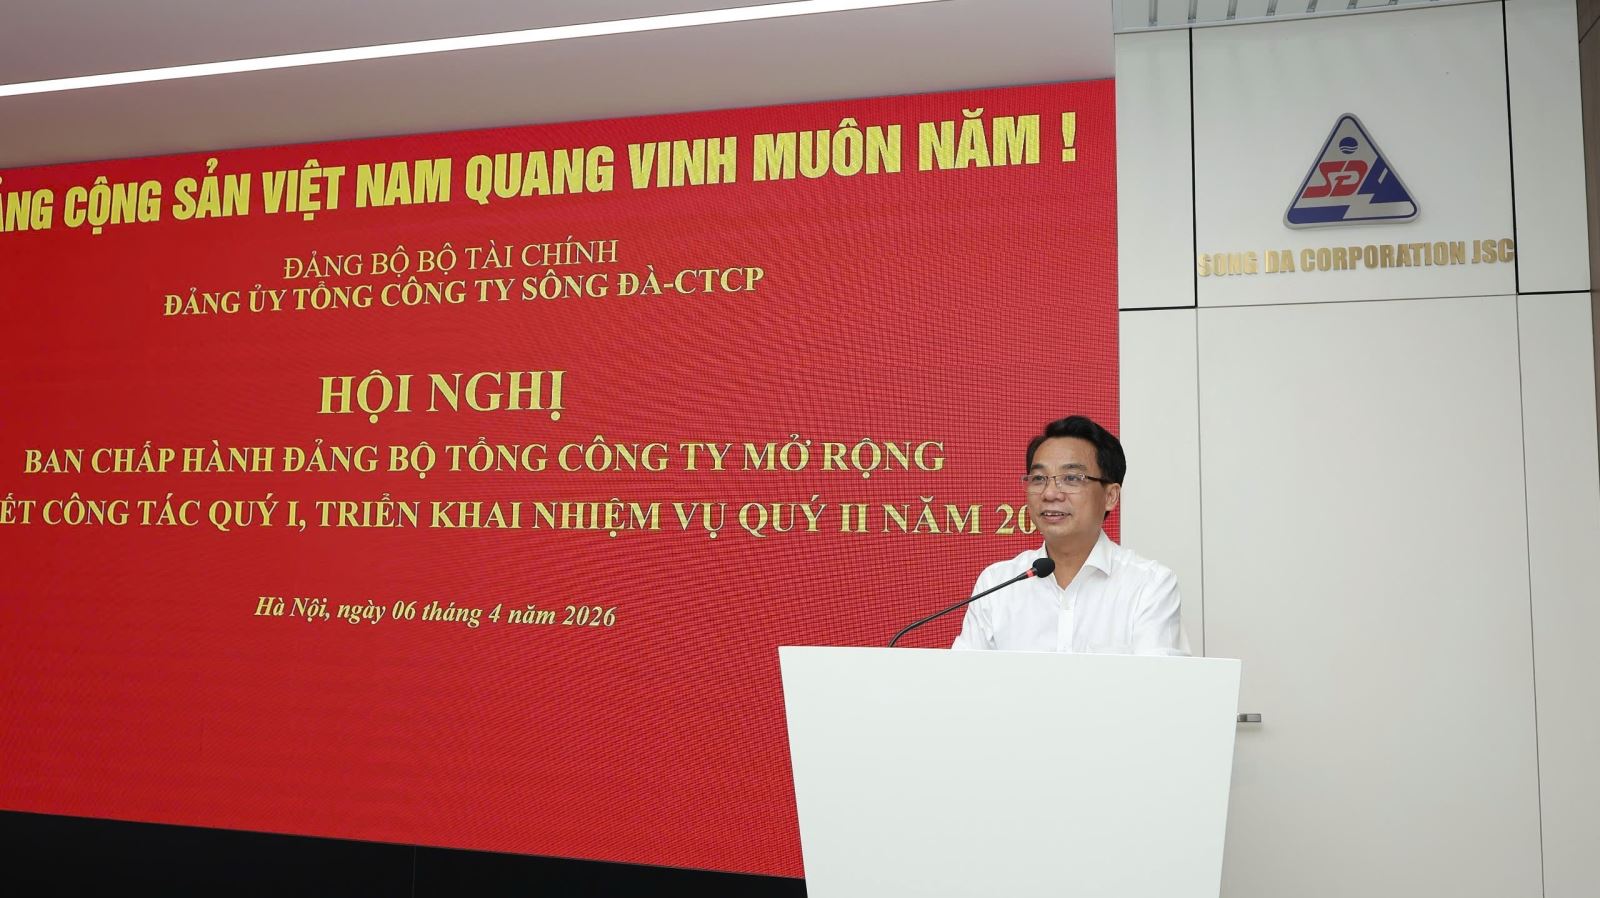 ẢNG CỘNG SẢN VIỆT NAM QUANG VINH MUÔN NĂM !
ĐẢNG BỘ BỘ TÀI CHÍNH
ĐẢNG ỦY TỔNG CÔNG TY SÔNG ĐÀ-CTCP
HỘI NGHỊ
BAN CHẤP HÀNH ĐẢNG BỘ TỔNG CÔNG TY MỞ RỘNG
ẾT CÔNG TÁC QUÝ I, TRIỂN KHAI NHIỆM VỤ QUÝ II NĂM 20
Hà Nội, ngày 06 tháng 4 năm 2026
SD
SONG DA CORPORATION JSC